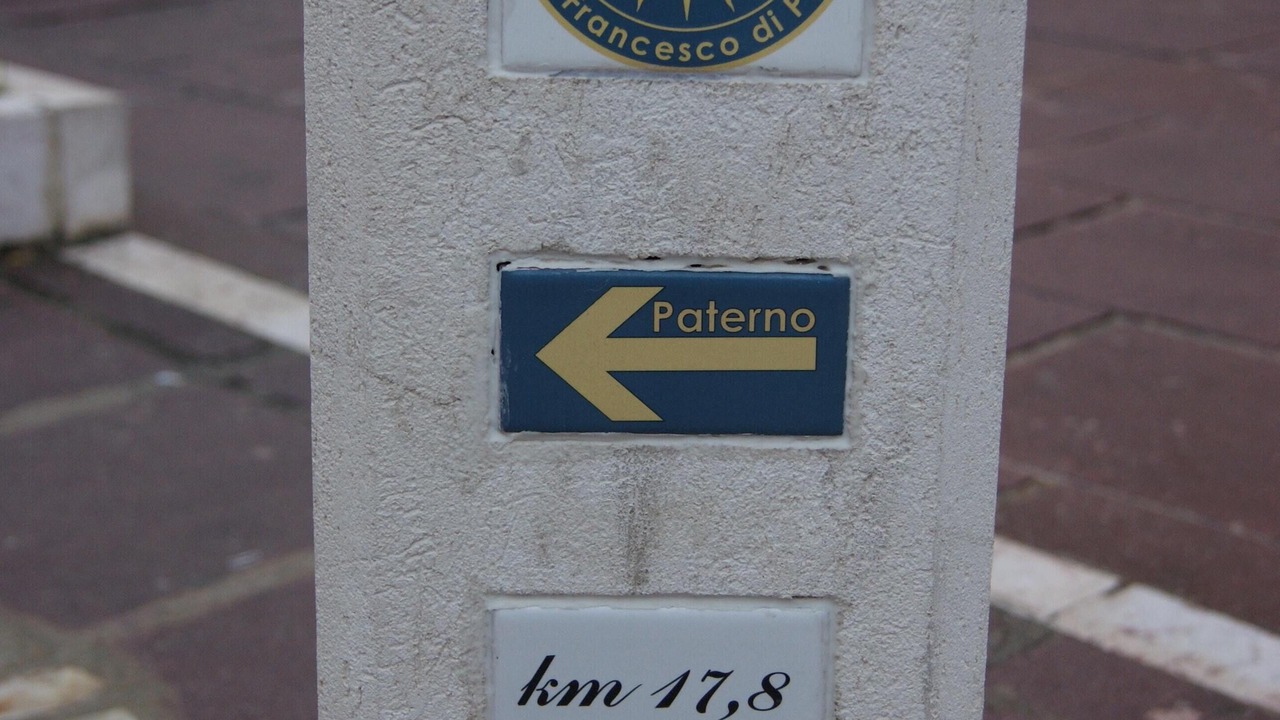 Francesco di
Paterno
km 17,8